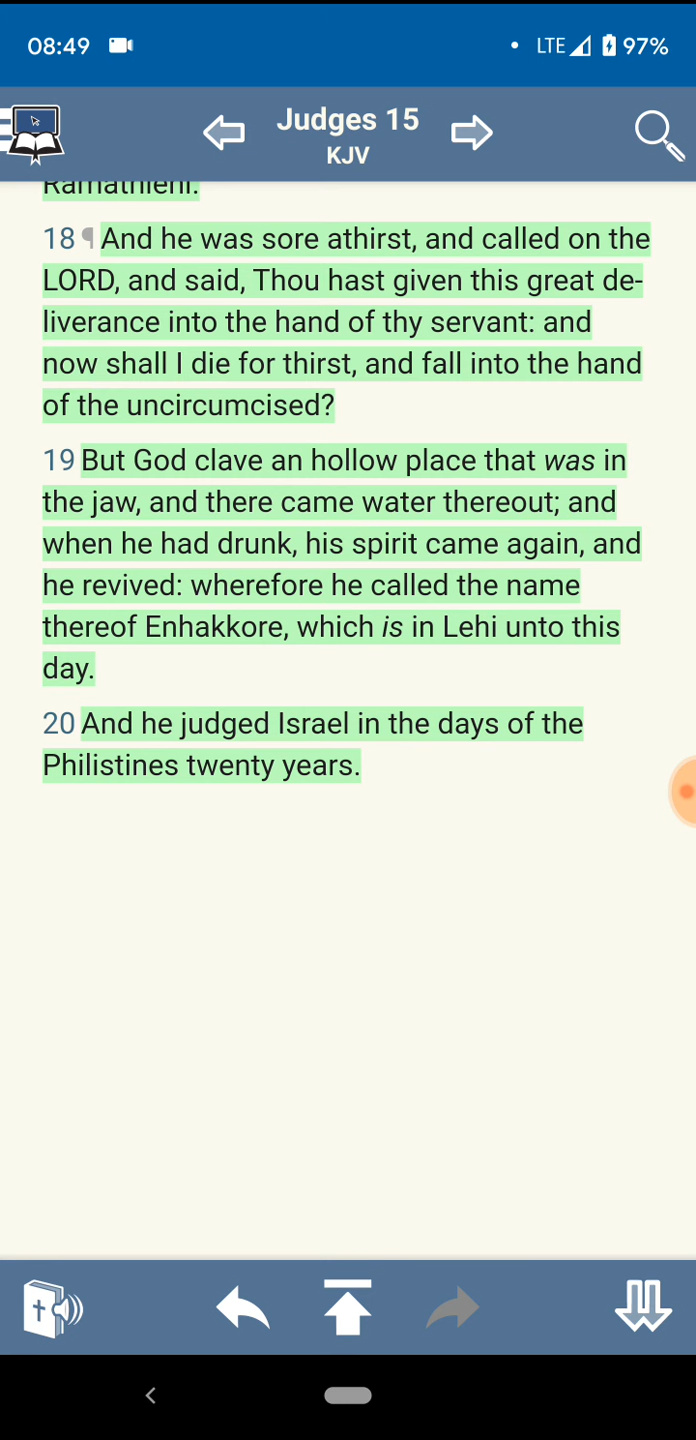 08:49
LTE
97%
Judges 15
KJV
Ramathlehi.
18 ¶ And he was sore athirst, and called on the
LORD, and said, Thou hast given this great de-
liverance into the hand of thy servant: and
now shall I die for thirst, and fall into the hand
of the uncircumcised?
19 But God clave an hollow place that was in
the jaw, and there came water thereout; and
when he had drunk, his spirit came again, and
he revived: wherefore he called the name
thereof Enhakkore, which is in Lehi unto this
day.
20 And he judged Israel in the days of the
Philistines twenty years.